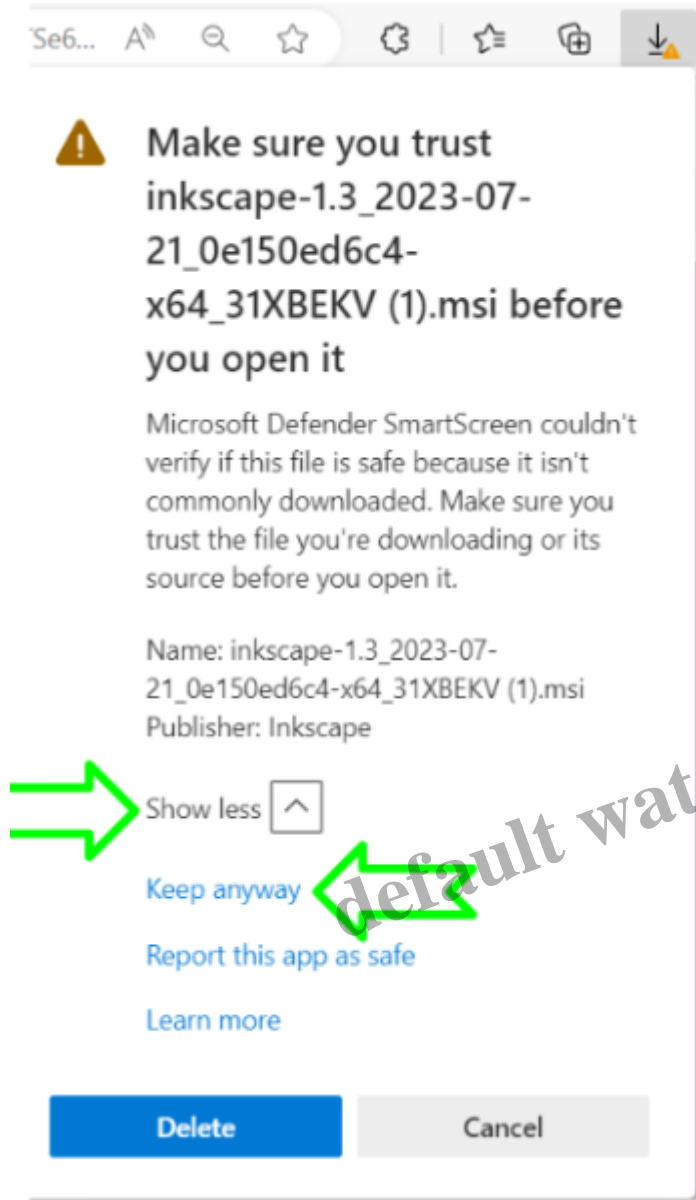 Se6...
Make sure you trust
inkscape-1.3_2023-07-
21_0e150ed6c4-
x64_31XBEKV (1).msi before
you open it
Microsoft Defender SmartScreen couldn't
verify if this file is safe because it isn't
commonly downloaded. Make sure you
trust the file you're downloading or its
source before you open it.
Name: inkscape-1.3_2023-07-
21_0e150ed6c4-x64_31XBEKV (1).msi
Publisher: Inkscape
Show less
default wat
Keep anyway
Report this app as safe
Learn more
Delete
Cancel